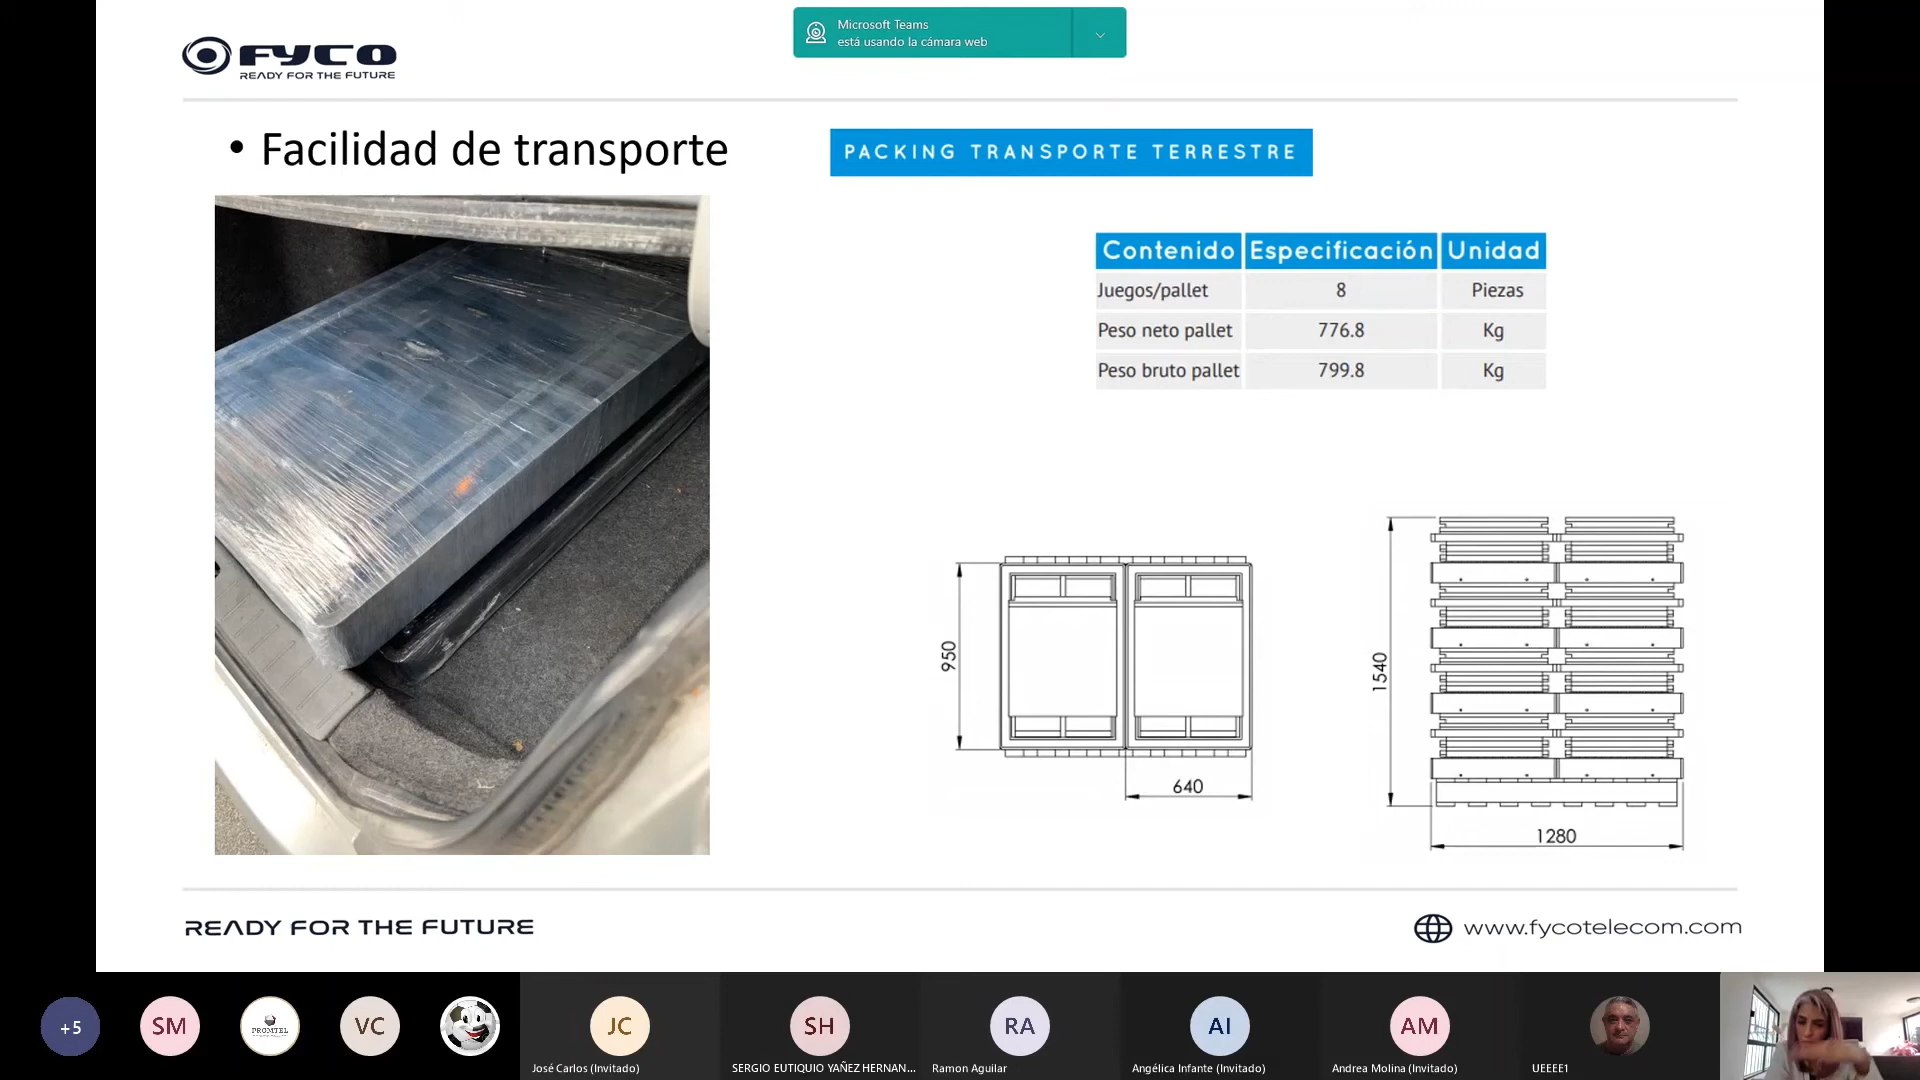 Microsoft Teams
está usando la cámara web
FYCO
READY FOR THE FUTURE
• Facilidad de transporte
PACKING TRANSPORTE TERRESTRE
Contenido Especificación Unidad
Juegos/pallet 8 Piezas
Peso neto pallet 776.8 Kg
Peso bruto pallet 799.8 Kg
950
640
1540
1280
READY FOR THE FUTURE
www.fycotelecom.com
+5
SM
PROMTEL
VC
JC
SH
RA
AI
AM
José Carlos (Invitado)
SERGIO EUTIQUIO YAÑEZ HERNAN...
Ramon Aguilar
Angélica Infante (Invitado)
Andrea Molina (Invitado)
UEEEE1